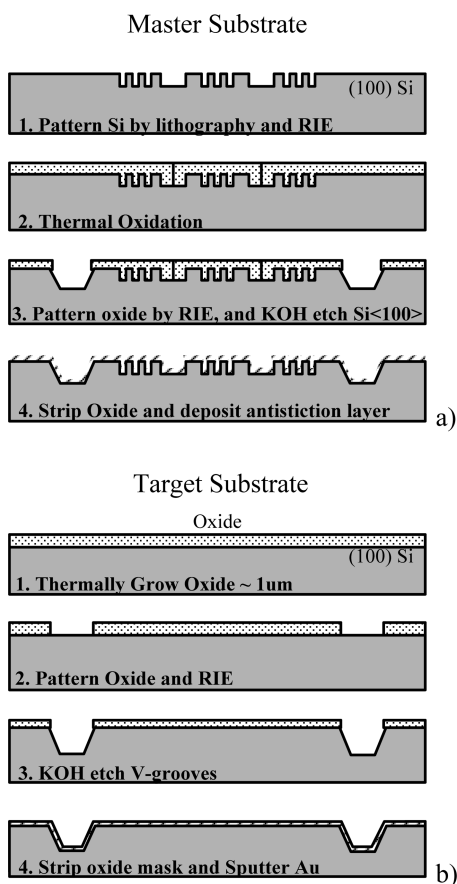 Master Substrate
(100) Si
1. Pattern Si by lithography and RIE
2. Thermal Oxidation
3. Pattern oxide by RIE, and KOH etch Si<100>
4. Strip Oxide and deposit antistiction layer
a)
Target Substrate
Oxide
(100) Si
1. Thermally Grow Oxide ~ 1um
2. Pattern Oxide and RIE
3. KOH etch V-grooves
4. Strip oxide mask and Sputter Au
b)